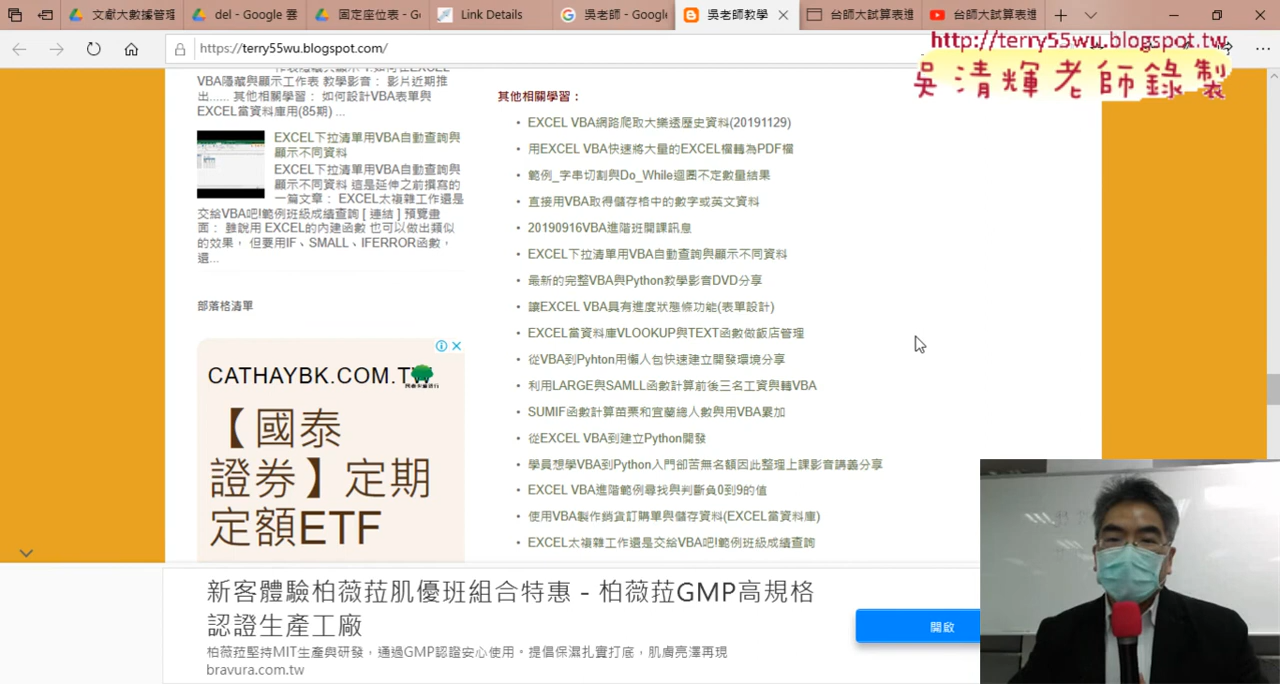 文獻大數據管理
del - Google 雲
固定座位表 - G
Link Details
吳老師 - Google
吳老師教學
台師大試算表進
台師大試算表進
https://terry55wu.blogspot.com/
http://terry55wu.blogspot.tw
吳清輝老師錄製
VBA隱藏與顯示工作表 教學影音： 影片近期推
出...... 其他相關學習： 如何設計VBA表單與
EXCEL當資料庫用(85期) ...
EXCEL下拉清單用VBA自動查詢與
顯示不同資料
EXCEL下拉清單用VBA自動查詢與
顯示不同資料 這是延伸之前撰寫的
一篇文章： EXCEL太複雜工作還是
交給VBA吧!範例班級成績查詢 [ 連結 ] 預覽畫
面： 雖說用 EXCEL的內建函數 也可以做出類似
的效果， 但要用IF、SMALL、IFERROR函數，
還...
部落格清單
CATHAYBK.COM.TW
【國泰
證券】定期
定額ETF
其他相關學習：
EXCEL VBA網路爬取大樂透歷史資料(20191129)
用EXCEL VBA快速將大量的EXCEL檔轉為PDF檔
範例_字串切割與Do_While迴圈不定數量結果
直接用VBA取得儲存格中的數字或英文資料
20190916VBA進階班開課訊息
EXCEL下拉清單用VBA自動查詢與顯示不同資料
最新的完整VBA與Python教學影音DVD分享
讓EXCEL VBA具有進度狀態條功能(表單設計)
EXCEL當資料庫VLOOKUP與TEXT函數做飯店管理
從VBA到Pyhton用懶人包快速建立開發環境分享
利用LARGE與SAMLL函數計算前後三名工資與轉VBA
SUMIF函數計算苗栗和宜蘭總人數與用VBA累加
從EXCEL VBA到建立Python開發
學員想學VBA到Python入門卻苦無名額因此整理上課影音講義分享
EXCEL VBA進階範例尋找與判斷負0到9的值
使用VBA製作銷貨訂購單與儲存資料(EXCEL當資料庫)
EXCEL太複雜工作還是交給VBA吧!範例班級成績查詢
新客體驗柏薇菈肌優班組合特惠 - 柏薇菈GMP高規格
認證生產工廠
柏薇菈堅持MIT生產與研發，通過GMP認證安心使用。提倡保濕扎實打底，肌膚亮澤再現
bravura.com.tw
開啟